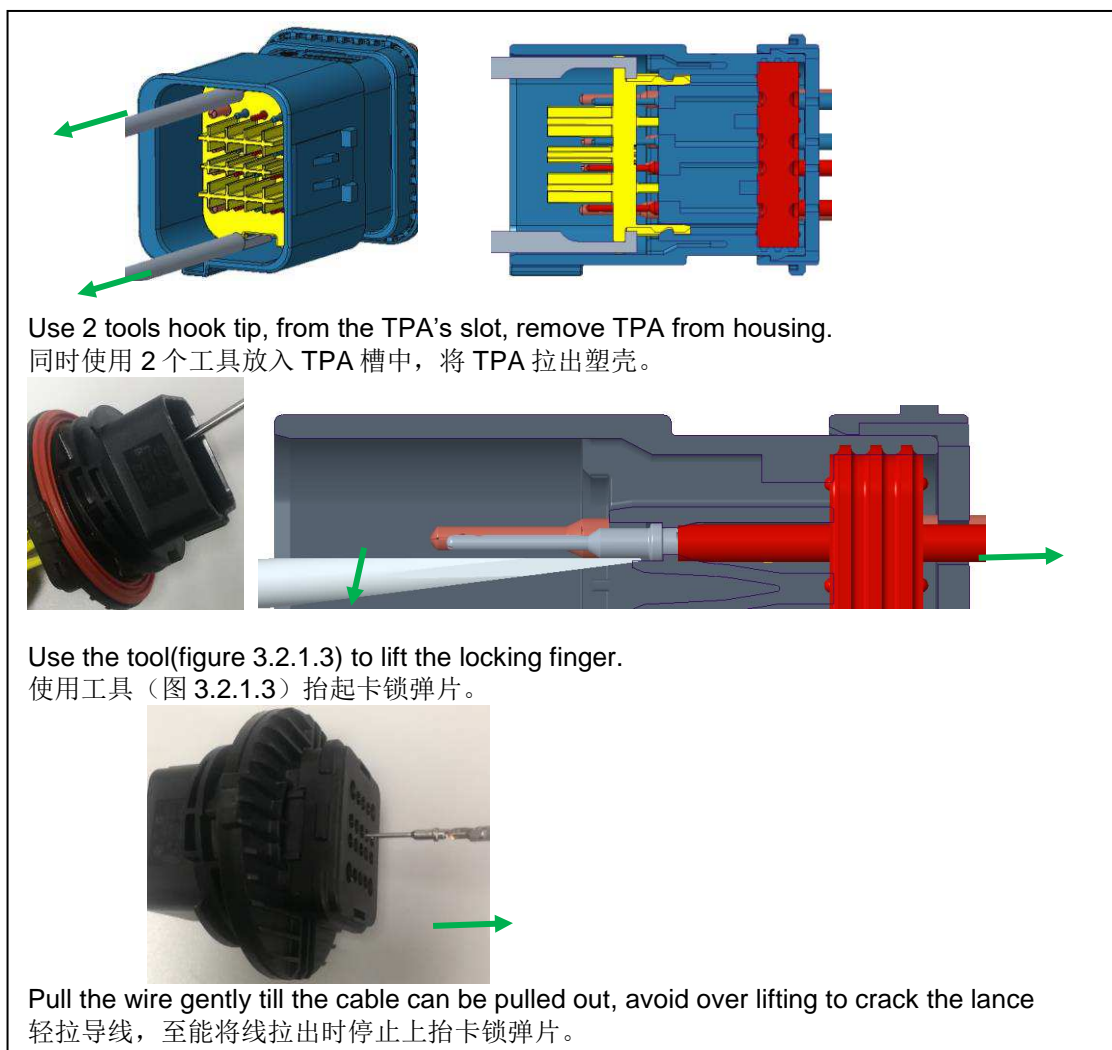 Use 2 tools hook tip, from the TPA's slot, remove TPA from housing.
同时使用 2 个工具放入 TPA 槽中，将 TPA 拉出塑壳。
Use the tool(figure 3.2.1.3) to lift the locking finger.
使用工具（图 3.2.1.3）抬起卡锁弹片。
Pull the wire gently till the cable can be pulled out, avoid over lifting to crack the lance
轻拉导线，至能将线拉出时停止上抬卡锁弹片。